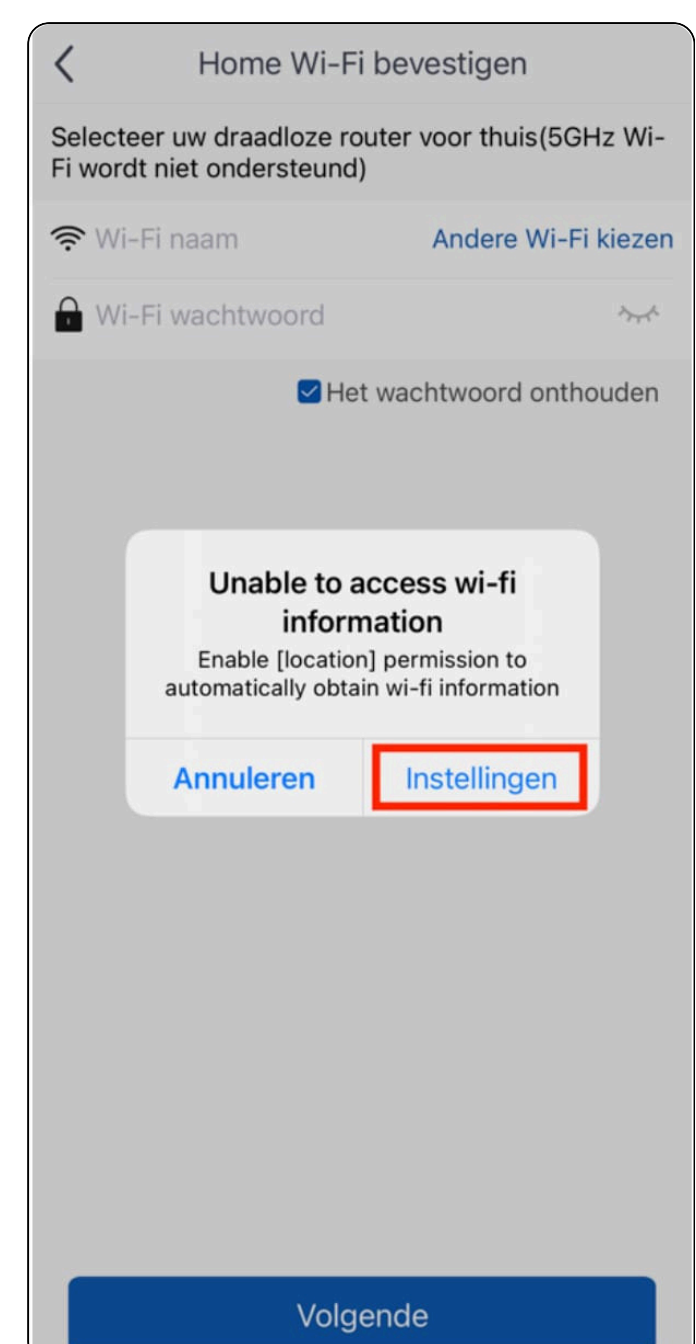 Home Wi-Fi bevestigen
Selecteer uw draadloze router voor thuis(5GHz Wi-
Fi wordt niet ondersteund)
Wi-Fi naam Andere Wi-Fi kiezen
Wi-Fi wachtwoord
Het wachtwoord onthouden
Unable to access wi-fi
information
Enable [location] permission to
automatically obtain wi-fi information
Annuleren Instellingen
Volgende